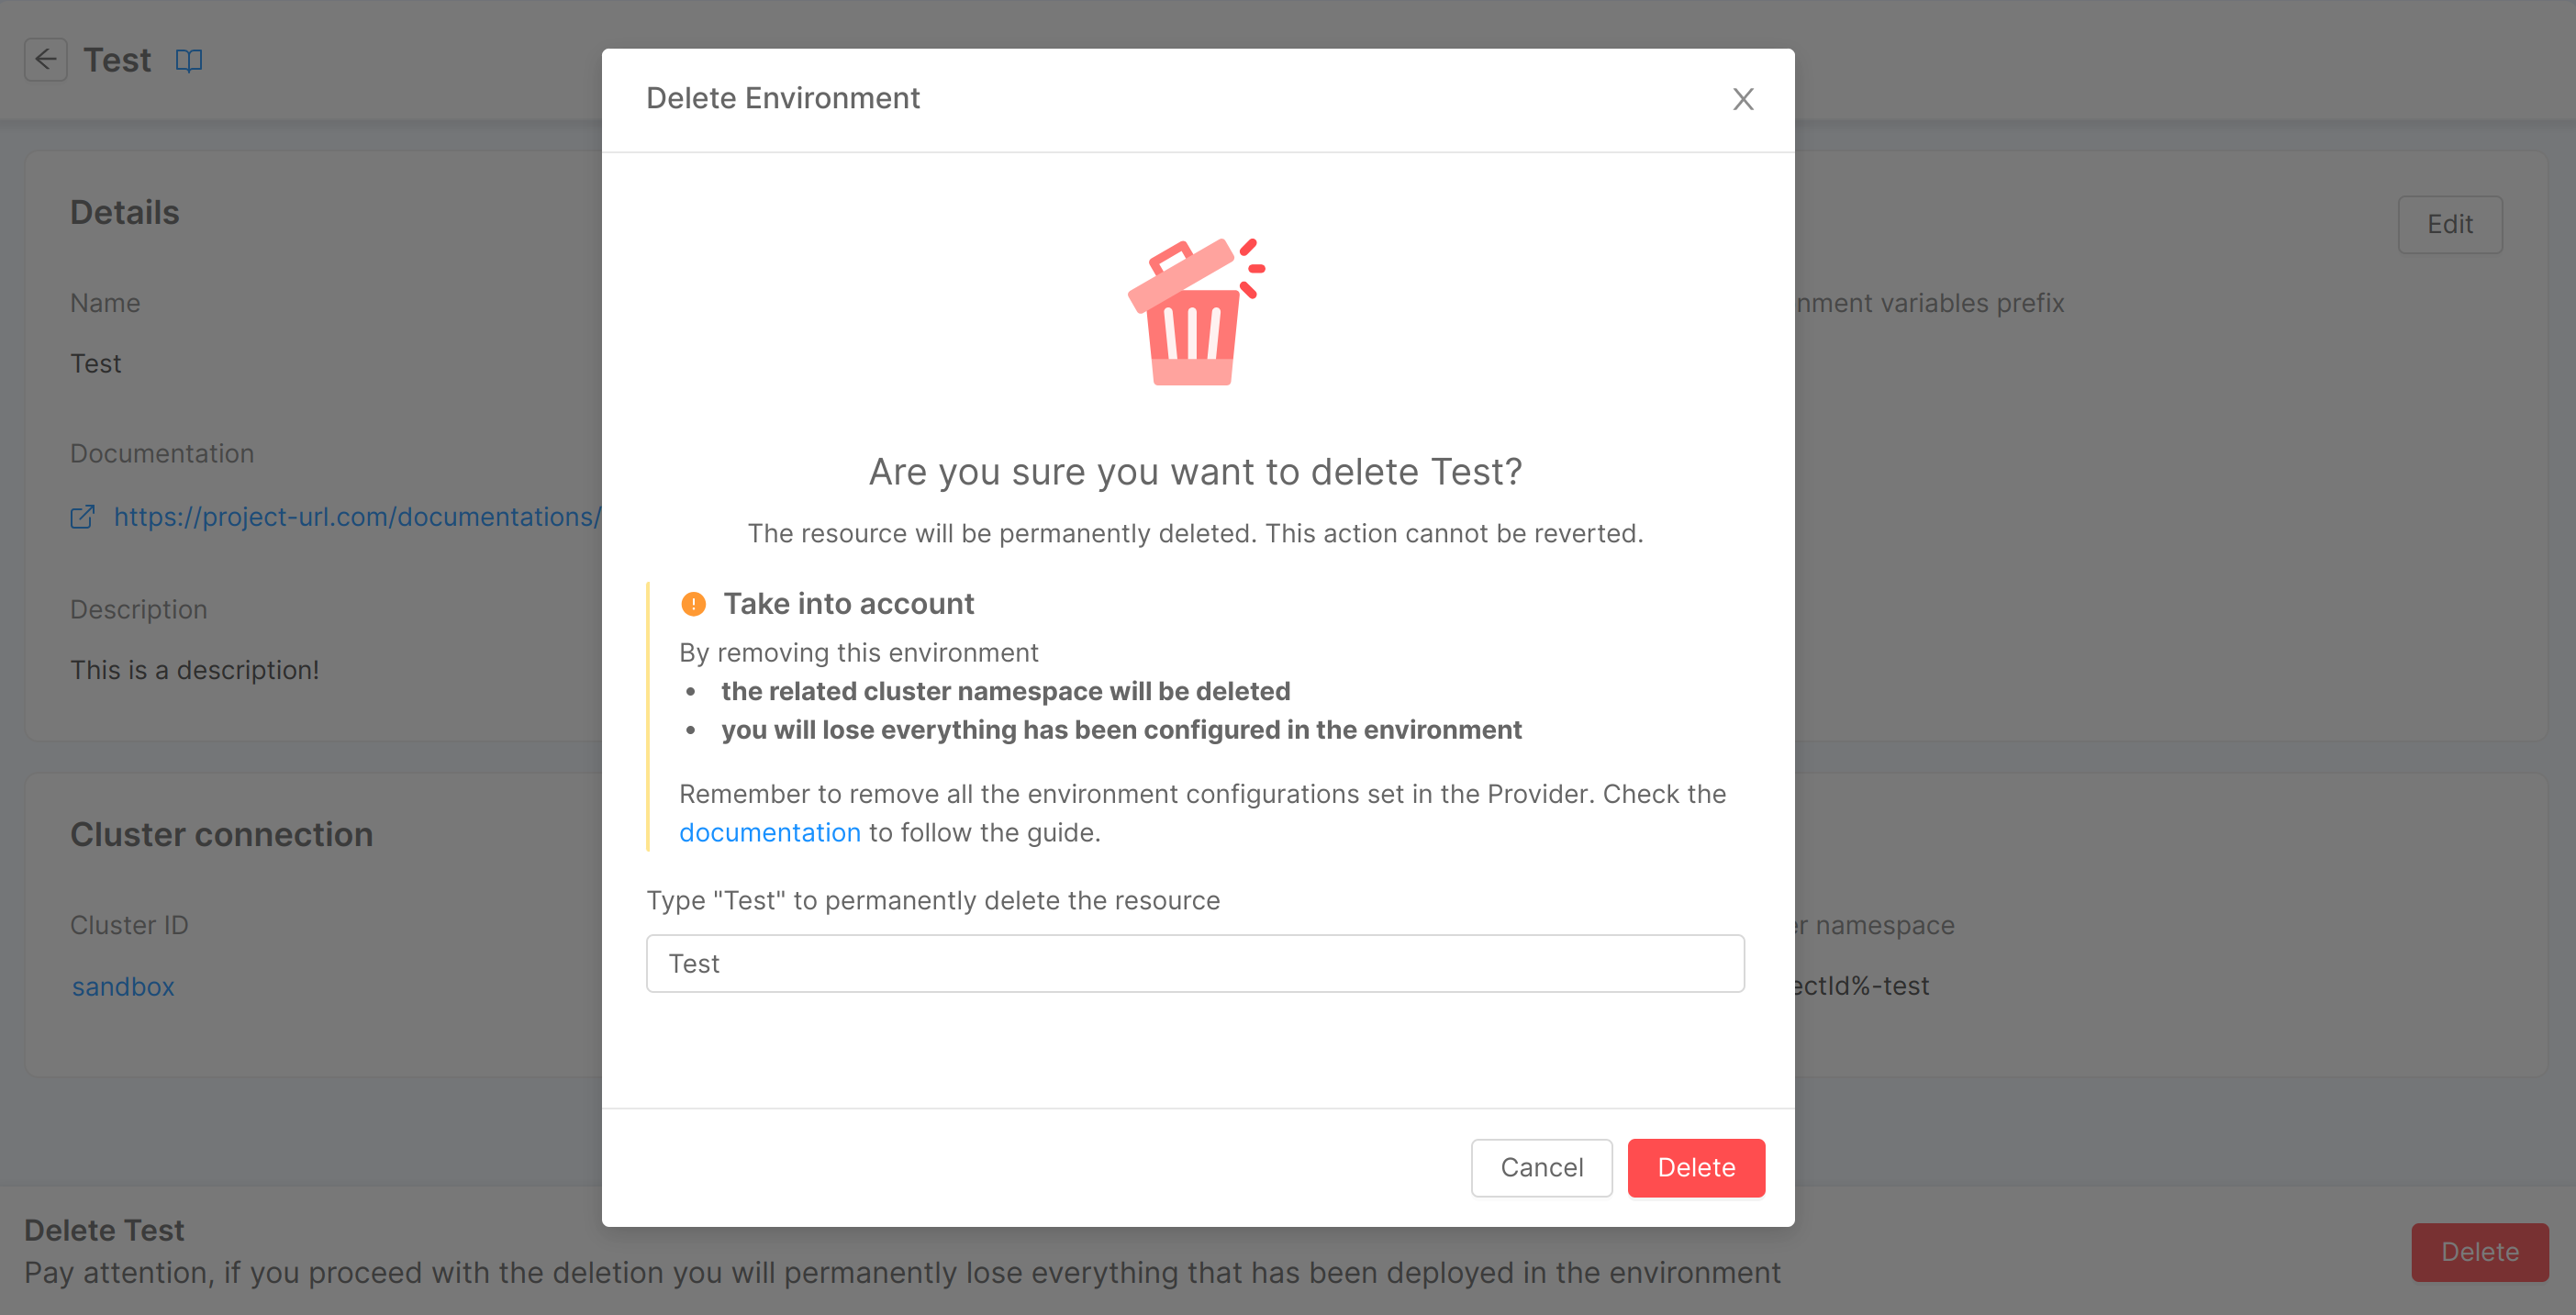 Test
Delete Environment
Details
Edit
Name
nment variables prefix
Test
Documentation
https://project-url.com/documentations/
Are you sure you want to delete Test?
The resource will be permanently deleted. This action cannot be reverted.
Description
This is a description!
Take into account
By removing this environment
• the related cluster namespace will be deleted
• you will lose everything has been configured in the environment
Remember to remove all the environment configurations set in the Provider. Check the
documentation to follow the guide.
Cluster connection
Type "Test" to permanently delete the resource
Cluster ID
r namespace
Test
sandbox
ectId%-test
Cancel
Delete
Delete Test
Pay attention, if you proceed with the deletion you will permanently lose everything that has been deployed in the environment
Delete